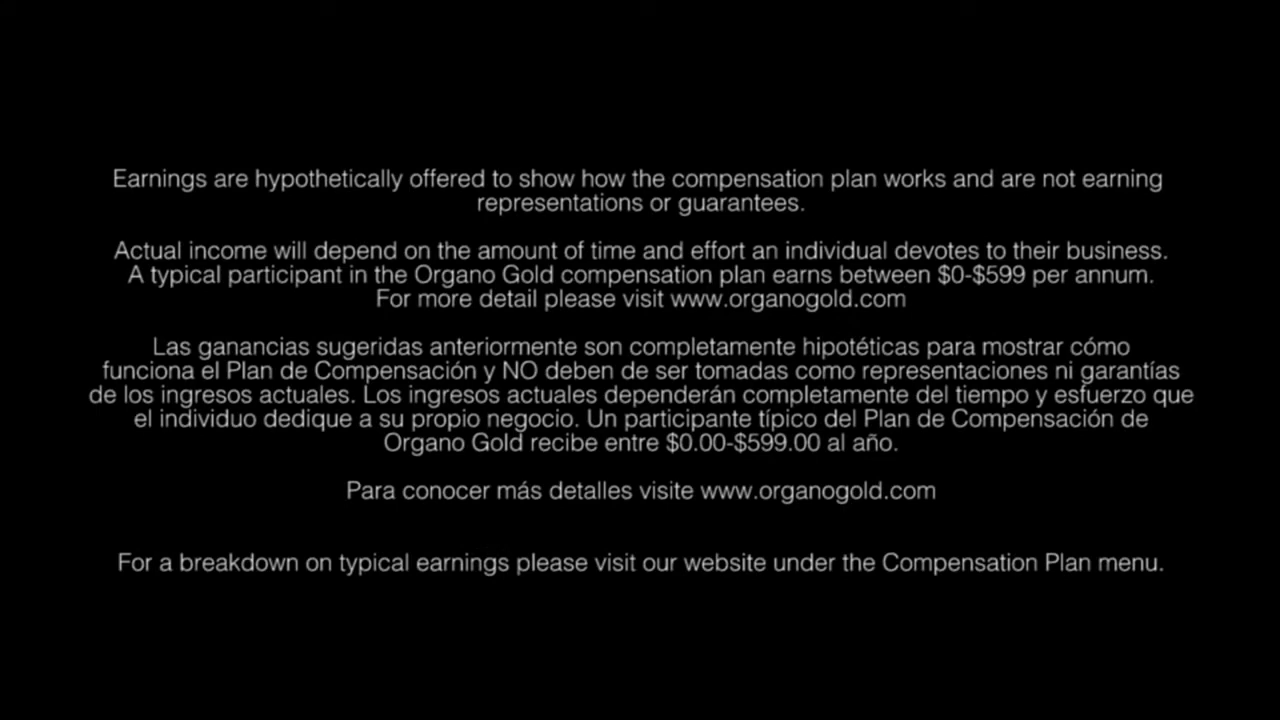 Earnings are hypothetically offered to show how the compensation plan works and are not earning
representations or guarantees.
Actual income will depend on the amount of time and effort an individual devotes to their business.
A typical participant in the Organo Gold compensation plan earns between $0-$599 per annum.
For more detail please visit www.organogold.com
Las ganancias sugeridas anteriormente son completamente hipotéticas para mostrar cómo
funciona el Plan de Compensación y NO deben de ser tomadas como representaciones ni garantías
de los ingresos actuales. Los ingresos actuales dependerán completamente del tiempo y esfuerzo que
el individuo dedique a su propio negocio. Un participante típico del Plan de Compensación de
Organo Gold recibe entre $0.00-$599.00 al año.
Para conocer más detalles visite www.organogold.com
For a breakdown on typical earnings please visit our website under the Compensation Plan menu.